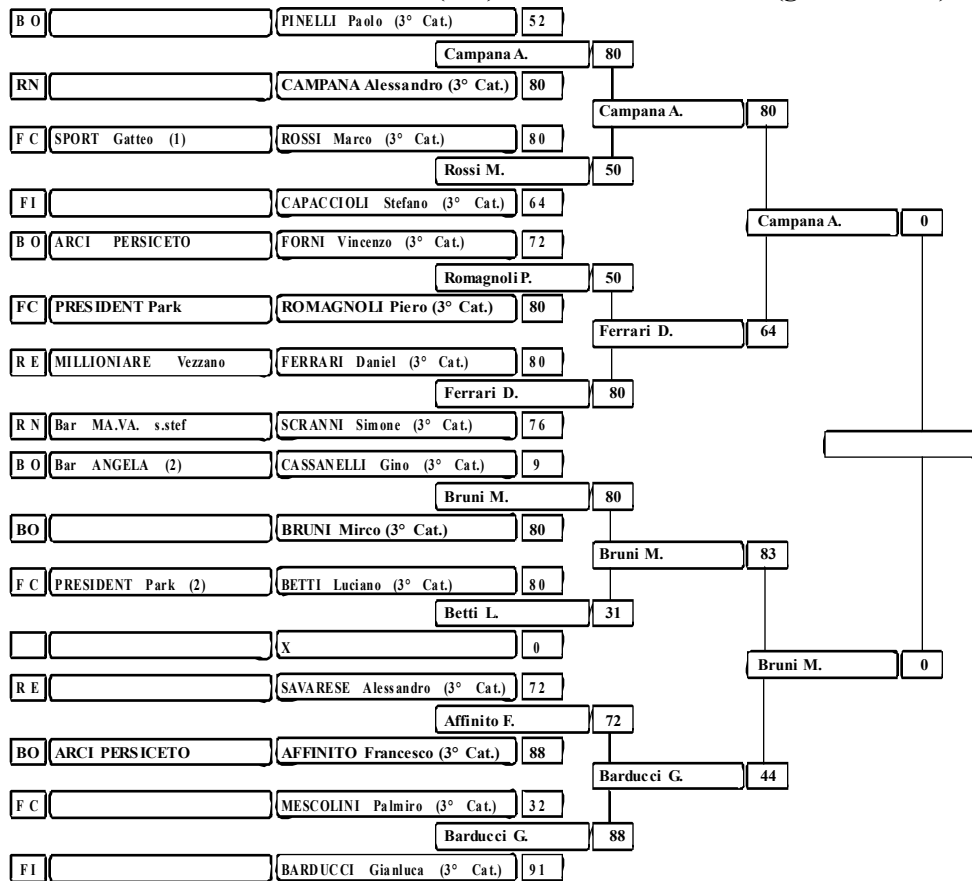 B O PINELLI Paolo (3° Cat.) 52
Campana A. 80
RN CAMPANA Alessandro (3° Cat.) 80
Campana A. 80
F C SPORT Gatteo (1) ROSSI Marco (3° Cat.) 80
Rossi M. 50
FI CAPACCIOLI Stefano (3° Cat.) 64
Campana A. 0
B O ARCI PERSICETO FORNI Vincenzo (3° Cat.) 72
Romagnoli P. 50
FC PRESIDENT Park ROMAGNOLI Piero (3° Cat.) 80
Ferrari D. 64
R E MILLIONIARE Vezzano FERRARI Daniel (3° Cat.) 80
Ferrari D. 80
R N Bar MA.VA. s.stef SCRANNI Simone (3° Cat.) 76
B O Bar ANGELA (2) CASSANELLI Gino (3° Cat.) 9
Bruni M. 80
BO BRUNI Mirco (3° Cat.) 80
Bruni M. 83
F C PRESIDENT Park (2) BETTI Luciano (3° Cat.) 80
Betti L. 31
X 0
Bruni M. 0
R E SAVARESE Alessandro (3° Cat.) 72
Affinito F. 72
BO ARCI PERSICETO AFFINITO Francesco (3° Cat.) 88
Barducci G. 44
F C MESCOLINI Palmiro (3° Cat.) 32
Barducci G. 88
FI BARDUCCI Gianluca (3° Cat.) 91